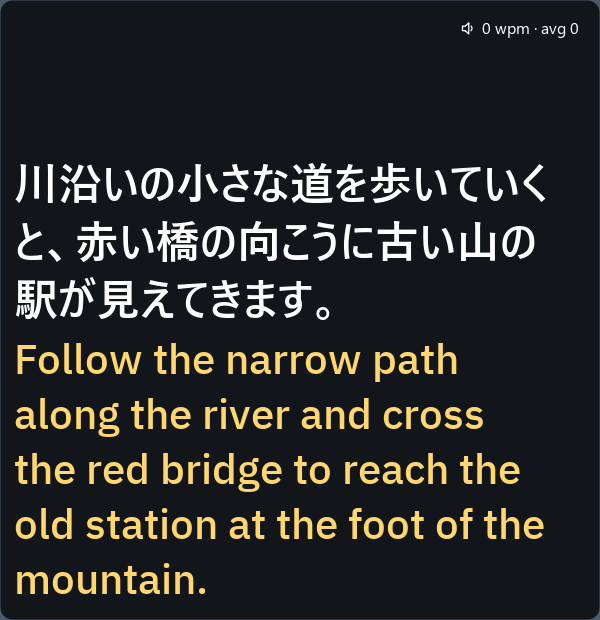 0 wpm · avg 0
川沿いの小さな道を歩いていく
と、赤い橋の向こうに古い山の
駅が見えてきます。
Follow the narrow path
along the river and cross
the red bridge to reach the
old station at the foot of the
mountain.